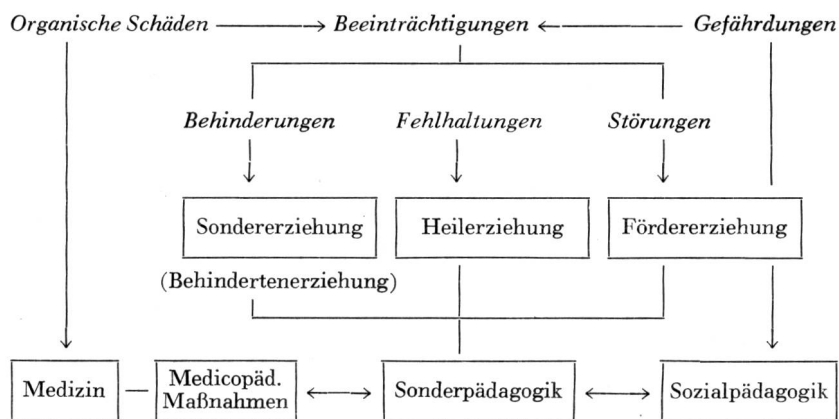 Organische Schäden → Beeinträchtigungen ← Gefährdungen
Behinderungen Fehlhaltungen Störungen
Sondererziehung Heilerziehung Fördererziehung
(Behindertenerziehung)
Medizin — Medicopäd. Maßnahmen ↔ Sonderpädagogik ↔ Sozialpädagogik